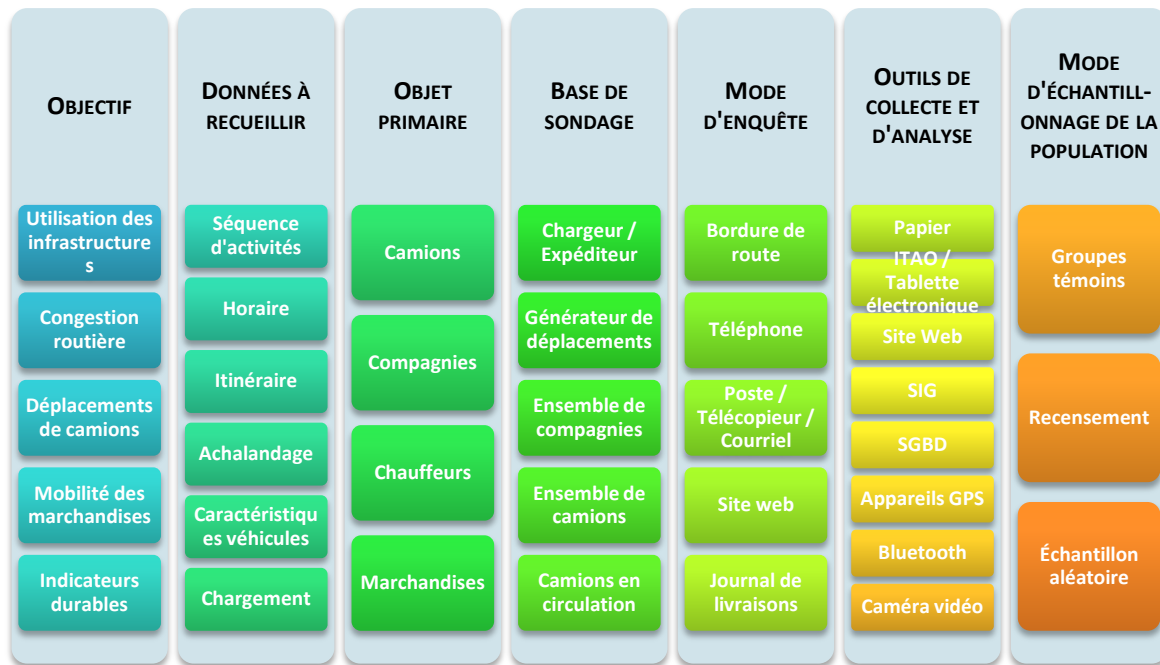 OBJECTIF
Utilisation des
infrastructure
s
Congestion
routière
Déplacements
de camions
Mobilité des
marchandises
Indicateurs
durables
DONNÉES À
RECUEILLIR
Séquence
d'activités
Horaire
Itinéraire
Achalandage
Caractéristiqu
es véhicules
Chargement
OBJET
PRIMAIRE
Camions
Compagnies
Chauffeurs
Marchandises
BASE DE
SONDAGE
Chargeur /
Expéditeur
Générateur de
déplacements
Ensemble de
compagnies
Ensemble de
camions
Camions en
circulation
MODE
D'ENQUÊTE
Bordure de
route
Téléphone
Poste /
Télécopieur /
Courriel
Site web
Journal de
livraisons
OUTILS DE
COLLECTE ET
D'ANALYSE
Papier
ITAO /
Tablette
électronique
Site Web
SIG
SGBD
Appareils GPS
Bluetooth
Caméra vidéo
MODE
D'ÉCHANTILL-
ONNAGE DE LA
POPULATION
Groupes
témoins
Recensement
Échantillon
aléatoire